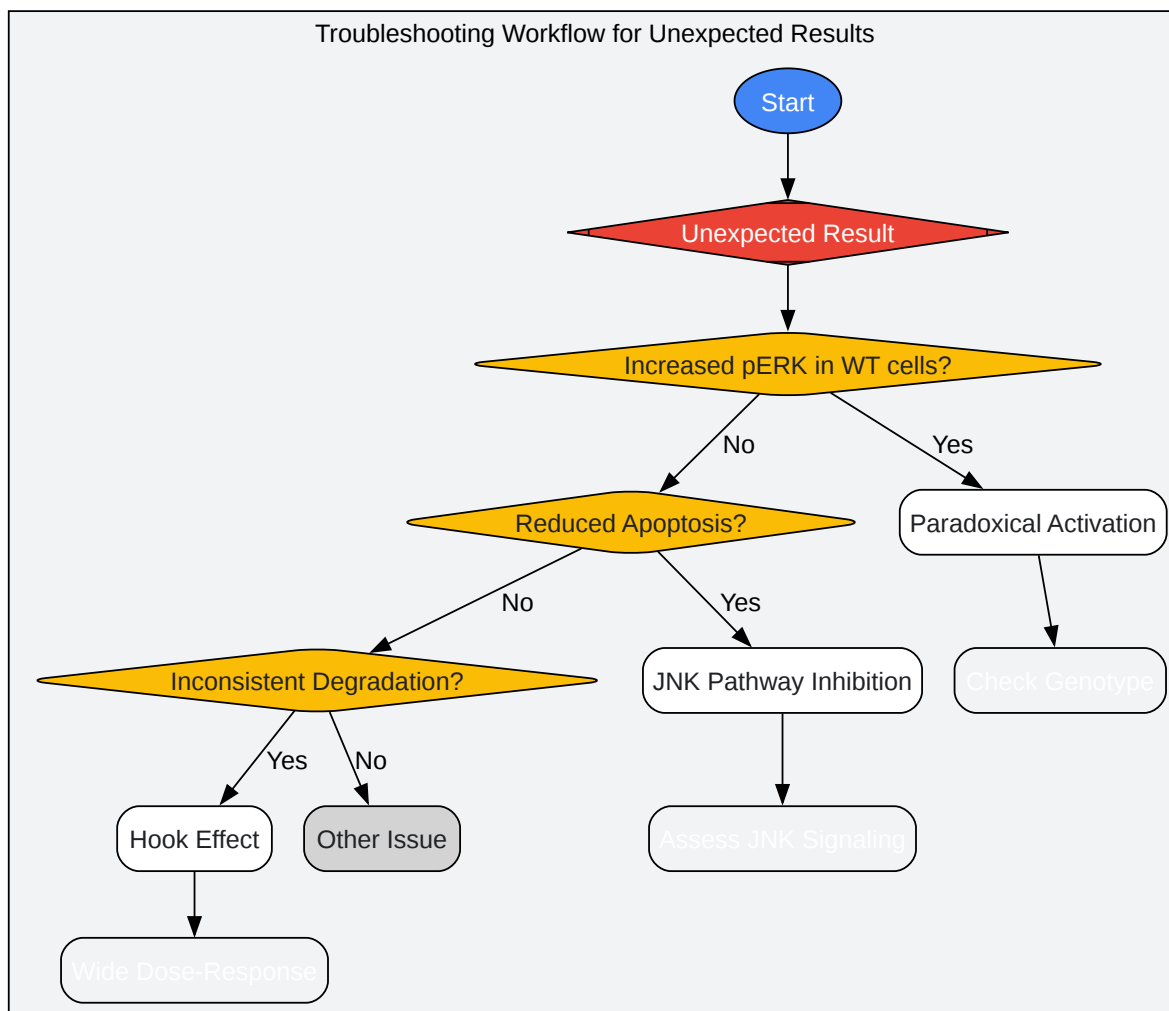 Troubleshooting Workflow for Unexpected Results
Start
Unexpected Result
Increased pERK in WT cells?
No
Yes
Reduced Apoptosis?
Paradoxical Activation
No
Yes
Inconsistent Degradation?
JNK Pathway Inhibition
Check Genotype
Yes
No
Hook Effect
Other Issue
Assess JNK Signaling
Wide Dose-Response